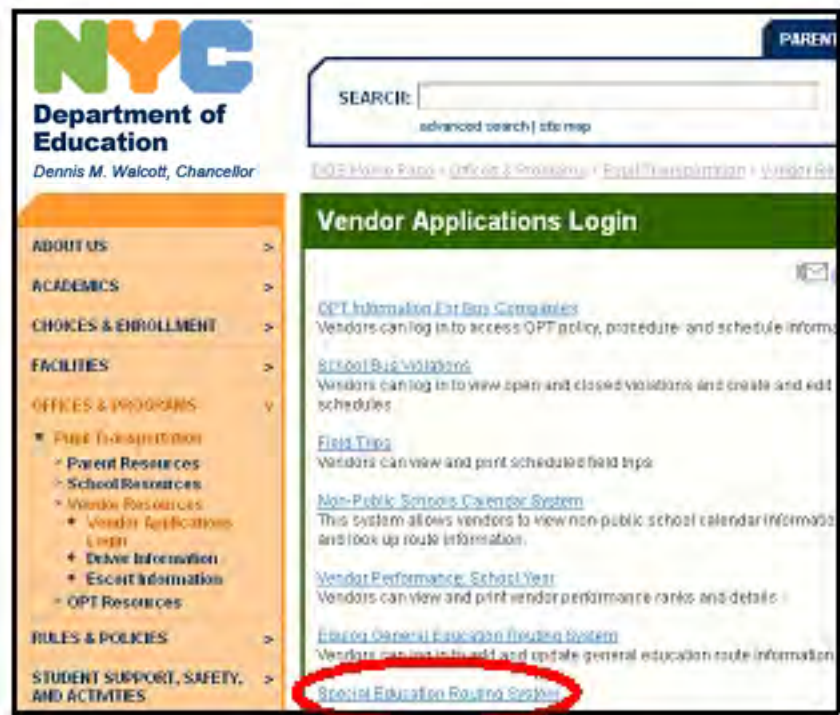 NYC
Department of
Education
Dennis M. Walcott, Chancellor
PARENT
SEARCH:
advanced search | site map
DOE Home Page > Offices & Programs > Pupil Transportation >
Vendor Applications Login
ABOUT US >
ACADEMICS >
CHOICES & ENROLLMENT >
FACILITIES >
OFFICES & PROGRAMS v
Pupil Transportation
Parent Resources
School Resources
Vendor Resources
Vendor Applications
Login
Driver Information
Escort Information
OPT Resources
RULES & POLICIES >
STUDENT SUPPORT, SAFETY, >
AND ACTIVITIES
OPT Information For Bus Companies
Vendors can log in to access OPT policy, procedure and schedule informa
School Bus Violations
Vendors can log in to view open and closed violations and create and edit
schedules
Field Trips
Vendors can view and print scheduled field trips
Non-Public Schools Calendar System
This system allows vendors to view non-public school calendar informatio
and look up route information.
Vendor Performance, School Year
Vendors can view and print vendor performance ranks and details
General Education Routing System
Vendors can log in to add and update general education route information
Special Education Routing System